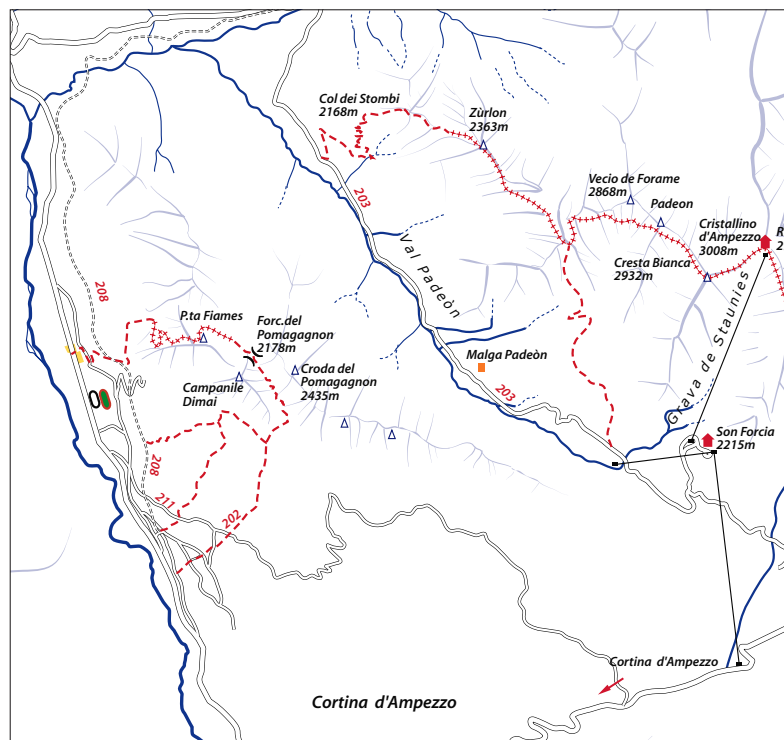 Col dei Stombi
2168m
Zùrlon
2363m
Vecio de Forame
2868m
Padeon
Cristallino
d'Ampezzo
3008m
R
2
Cresta Bianca
2932m
203
Val Padeòn
Grava de Staunies
208
P.ta Fiames
Forc.del
Pomagagnon
2178m
Campanile
Dimai
Croda del
Pomagagnon
2435m
Malga Padeòn
203
Son Forcia
2215m
208
211
202
Cortina d'Ampezzo
Cortina d'Ampezzo